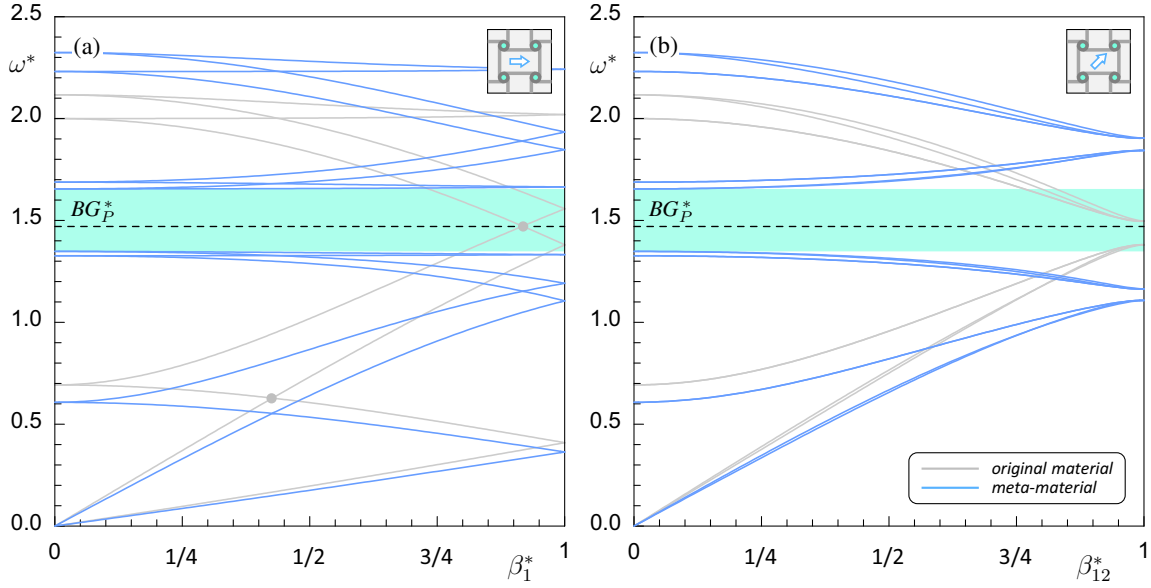 2.5
ω*
2.0
1.5
1.0
0.5
0.0
(a)
BG*P
0
1/4
1/2
3/4
β*1
1
2.5
ω*
2.0
1.5
1.0
0.5
0.0
(b)
BG*P
original material
meta-material
0
1/4
1/2
3/4
β*12
1